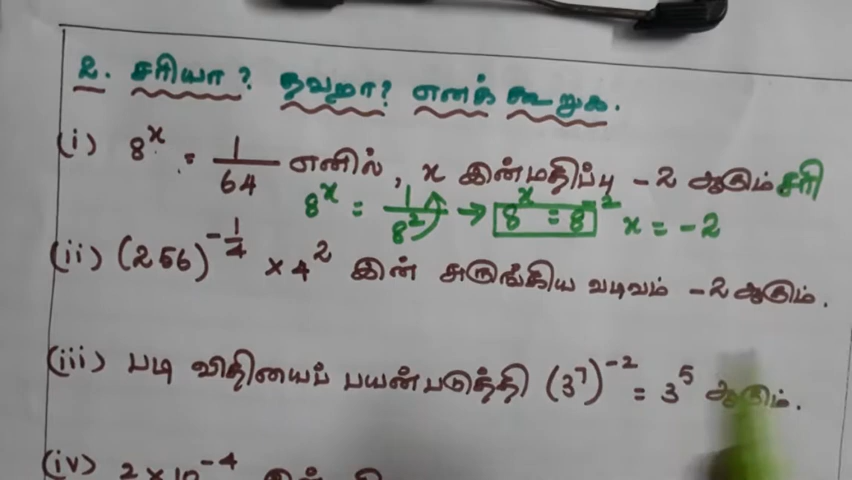 2. சரியா? தவறா? எனக் கூறுக.
(i) 8^x = 1/64 எனில், x இன் மதிப்பு -2 ஆகும் சரி
8^x = 1/8^2 → 8^x = 8^-2 x = -2
(ii) (256)^-1/4 × 4^2 இன் சுருங்கிய வடிவம் -2 ஆகும்.
(iii) படி விதியைப் பயன்படுத்தி (3^7)^-2 = 3^5 ஆகும்.
(iv) 2 × 10^-4